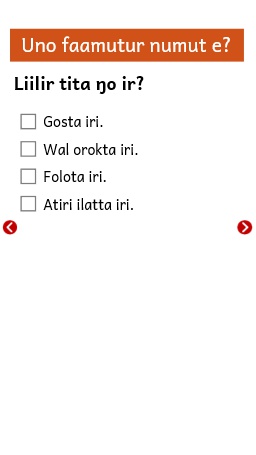 Uno faamutur numut e?
Liilir tita ŋo ir?
Gosta iri.
Wal orokta iri.
Folota iri.
Atiri ilatta iri.